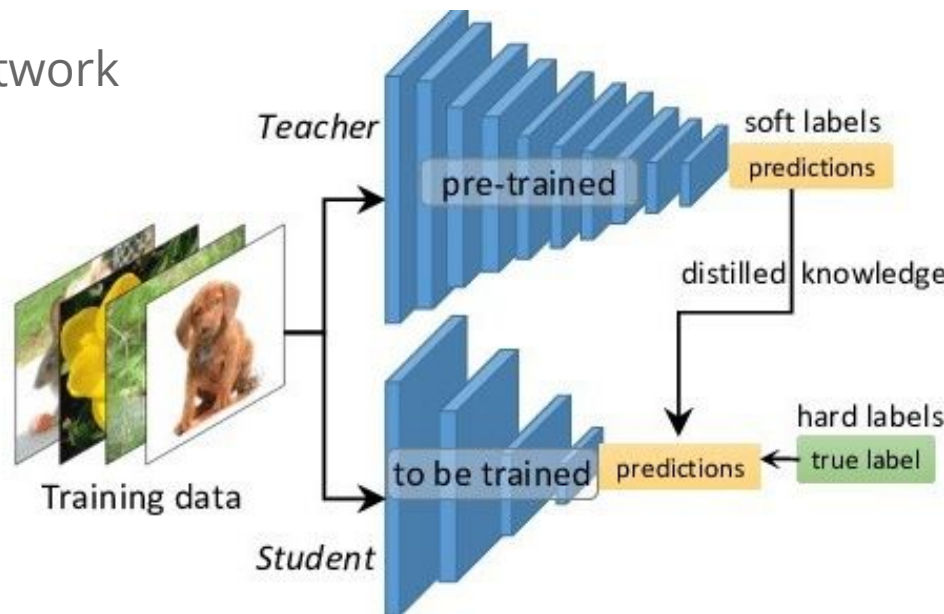 twork
Teacher
soft labels
pre-trained
predictions
distilled knowledge
hard labels
to be trained
predictions
true label
Training data
Student